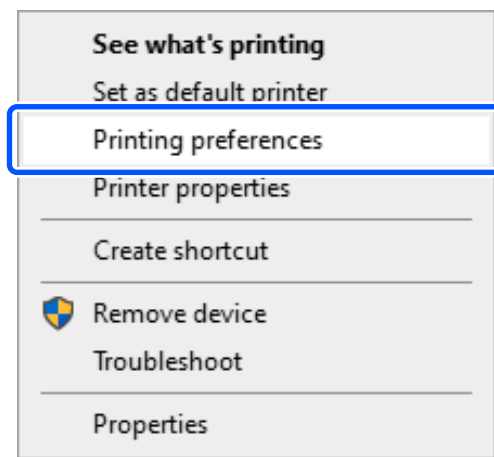 See what's printing
Set as default printer
Printing preferences
Printer properties
Create shortcut
Remove device
Troubleshoot
Properties